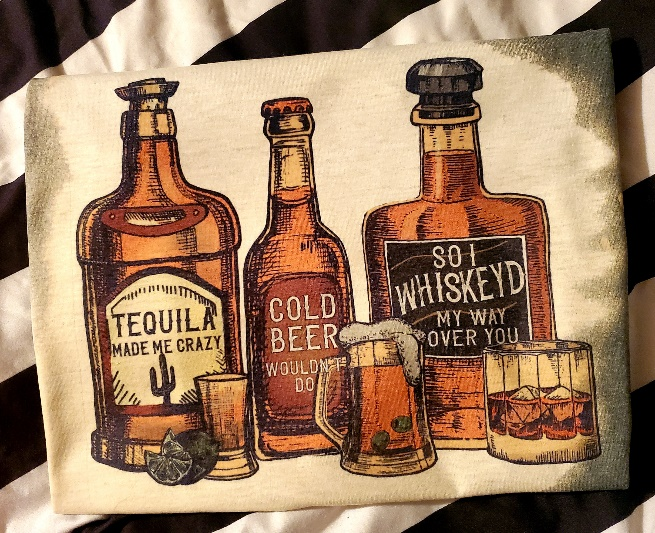 TEQUILA
MADE ME CRAZY
COLD
BEER
WOULDN'T
DO
SO I
WHISKEYD
MY WAY
OVER YOU